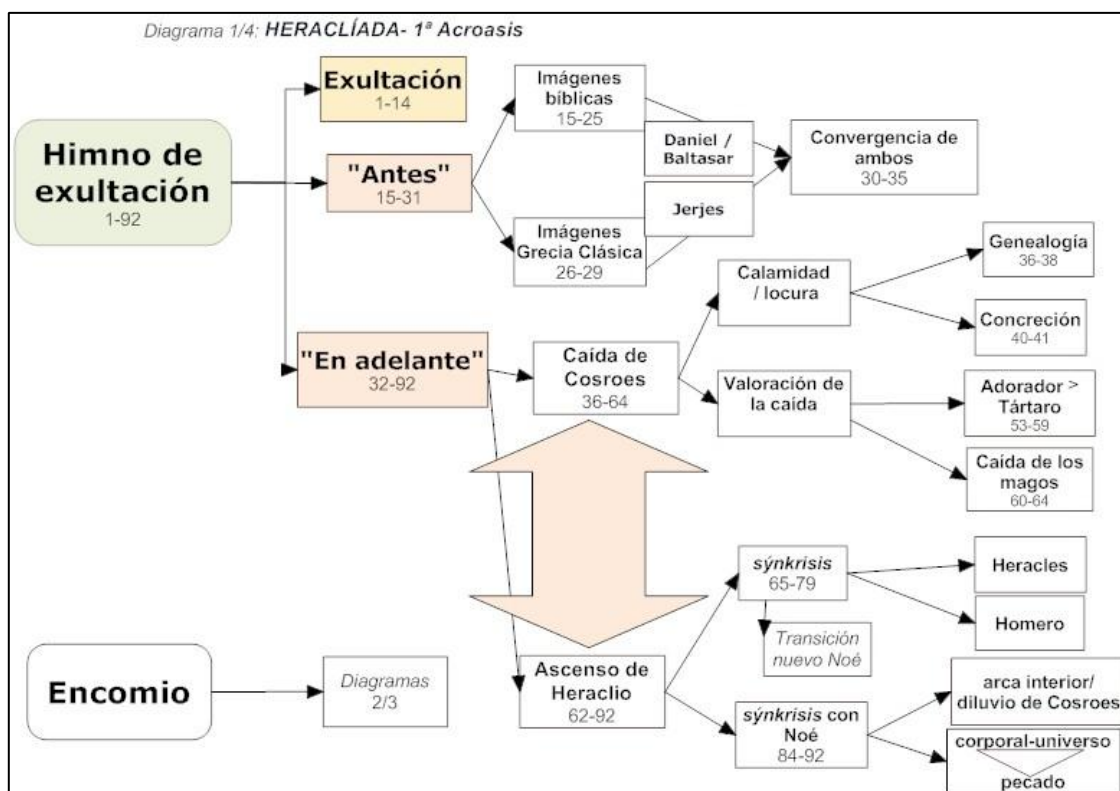 Diagrama 1/4: HERACLÍADA- 1ª Acroasis
Himno de
exultación
1-92
Exultación
1-14
"Antes"
15-31
Imágenes
bíblicas
15-25
Daniel /
Baltasar
Jerjes
Imágenes
Grecia Clásica
26-29
Convergencia de
ambos
30-35
"En adelante"
32-92
Caída de
Cosroes
36-64
Calamidad
/ locura
Genealogía
36-38
Concreción
40-41
Valoración de
la caída
Adorador >
Tártaro
53-59
Caída de los
magos
60-64
Ascenso de
Heraclio
62-92
sýnkrisis
65-79
Heracles
Homero
Transición
nuevo Noé
sýnkrisis con
Noé
84-92
arca interior/
diluvio de Cosroes
corporal-universo
pecado
Encomio
Diagramas
2/3